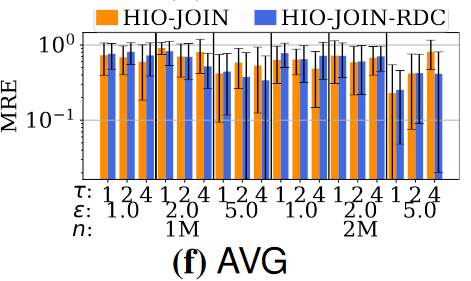 HIO-JOIN HIO-JOIN-RDC
10⁰
10⁻¹
MRE
τ: 1 2 4 1 2 4 1 2 4 1 2 4 1 2 4 1 2 4
ε: 1.0 2.0 5.0 1.0 2.0 5.0
n: 1M 2M
(f) AVG